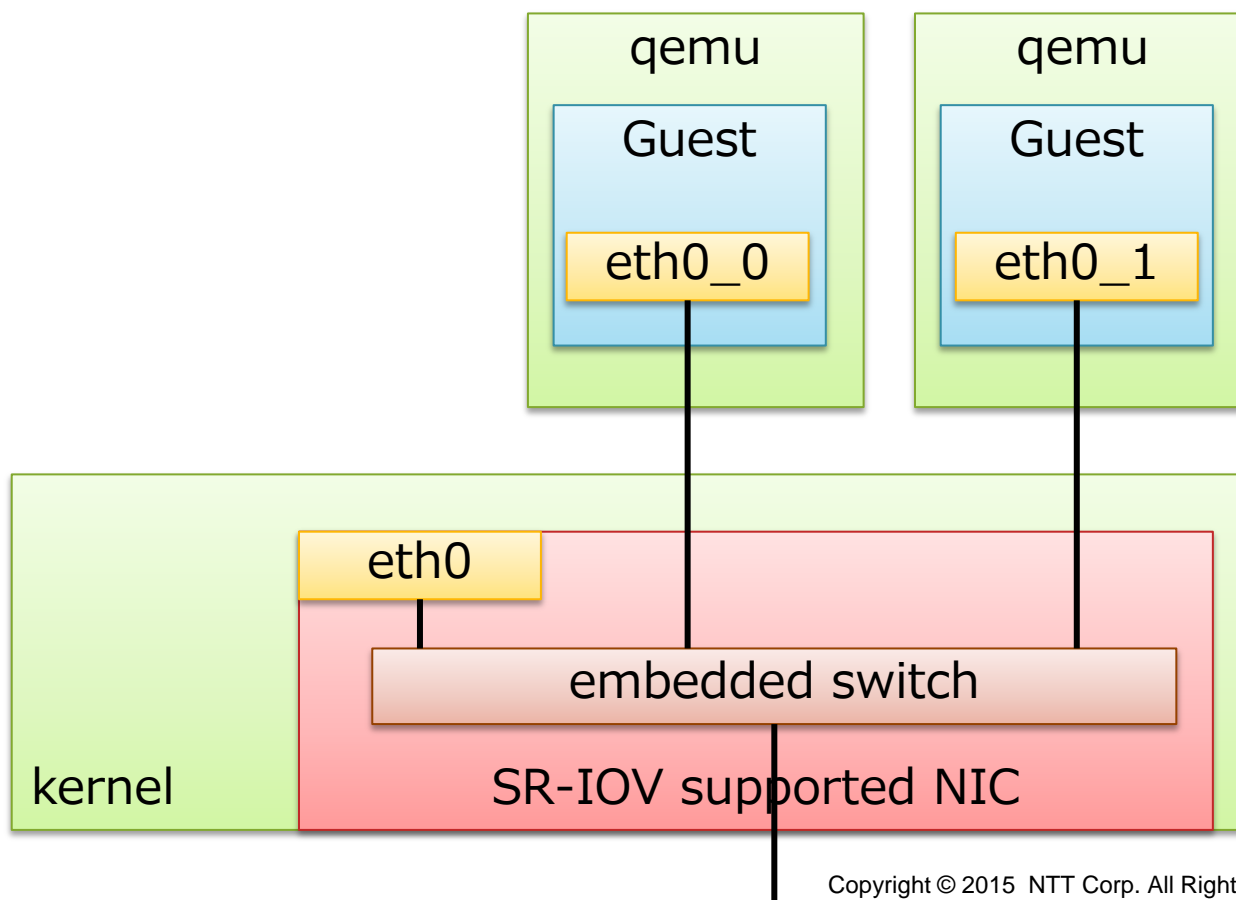 qemu
qemu
Guest
Guest
eth0_0
eth0_1
eth0
embedded switch
kernel
SR-IOV supported NIC
Copyright © 2015 NTT Corp. All Right